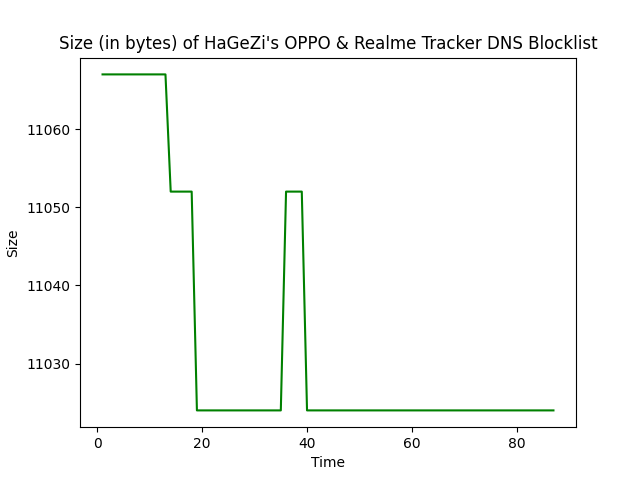 Size (in bytes) of HaGeZi's OPPO & Realme Tracker DNS Blocklist
11060
11050
11040
11030
Size
0 20 40 60 80
Time